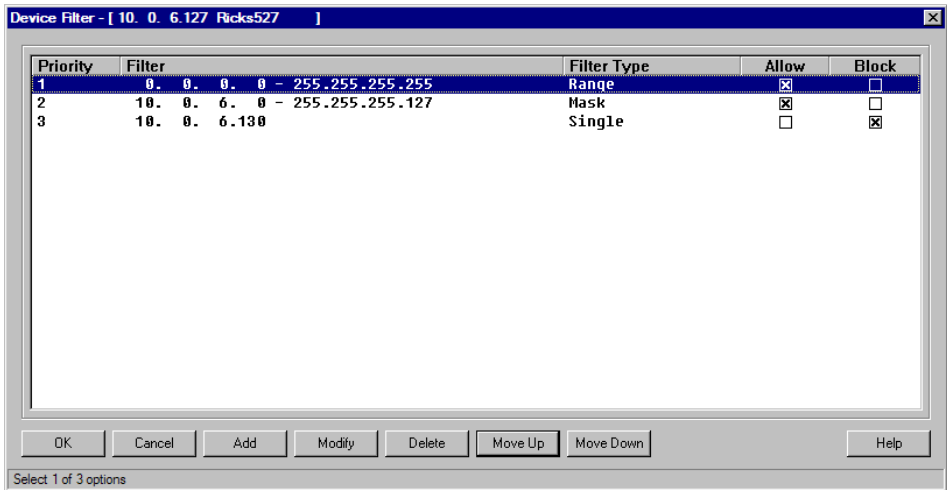 Device Filter - [ 10. 0. 6.127 Ricks527 ]
Priority Filter Filter Type Allow Block
1 0. 0. 0. 0 - 255.255.255.255 Range
2 10. 0. 6. 0 - 255.255.255.127 Mask
3 10. 0. 6.130 Single
OK Cancel Add Modify Delete Move Up Move Down Help
Select 1 of 3 options